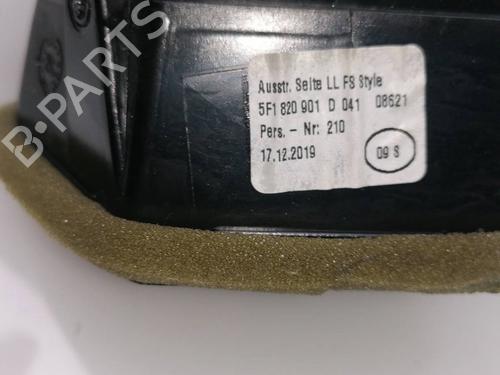 B-PARTS
Ausstr. Seite LL FS Style
5F1 820 901 D 041 08621
Pers. - Nr: 210
17.12.2019
09 S